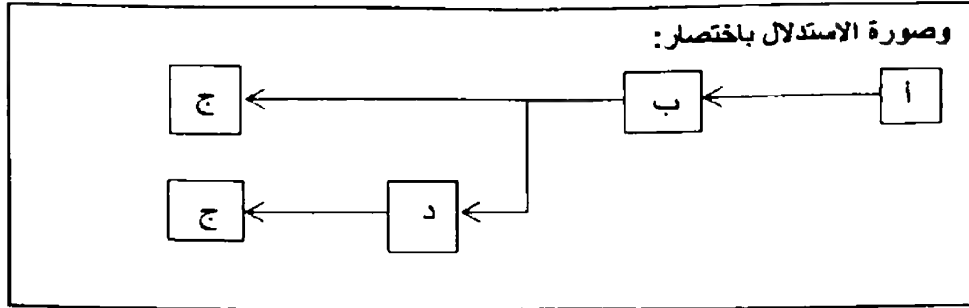 وصورة الاستدلال باختصار:
أ ب ج
د ج